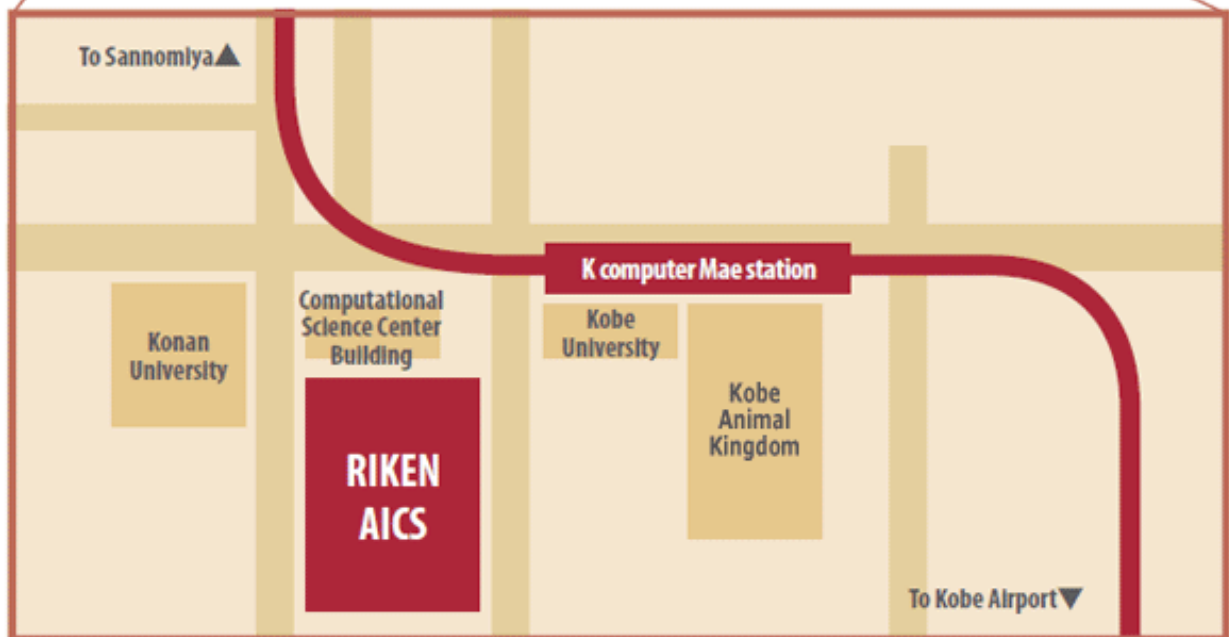 To Sannomiya▲
K computer Mae station
Computational
Science Center
Building
Konan
University
Kobe
University
Kobe
Animal
Kingdom
RIKEN
AICS
To Kobe Airport▼